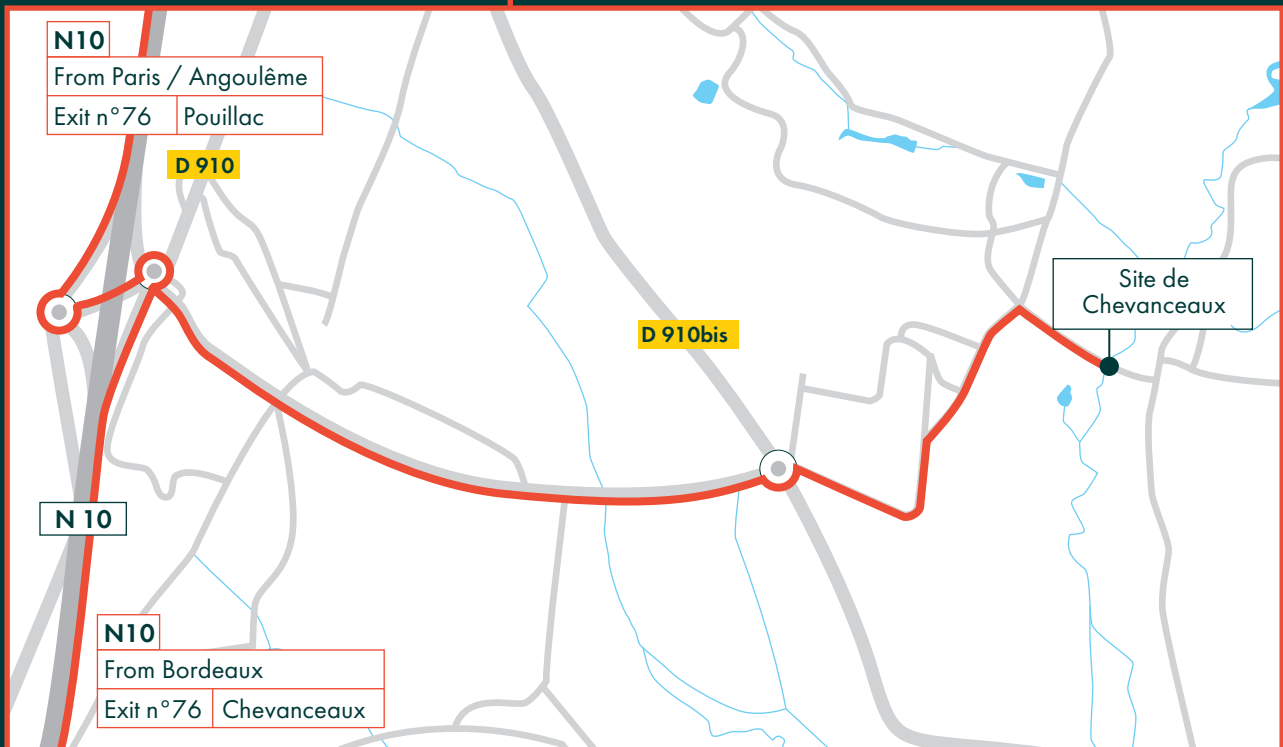 N10
From Paris / Angoulême
Exit n°76 Pouillac
D 910
Site de
Chevanceaux
D 910bis
N 10
N10
From Bordeaux
Exit n°76 Chevanceaux